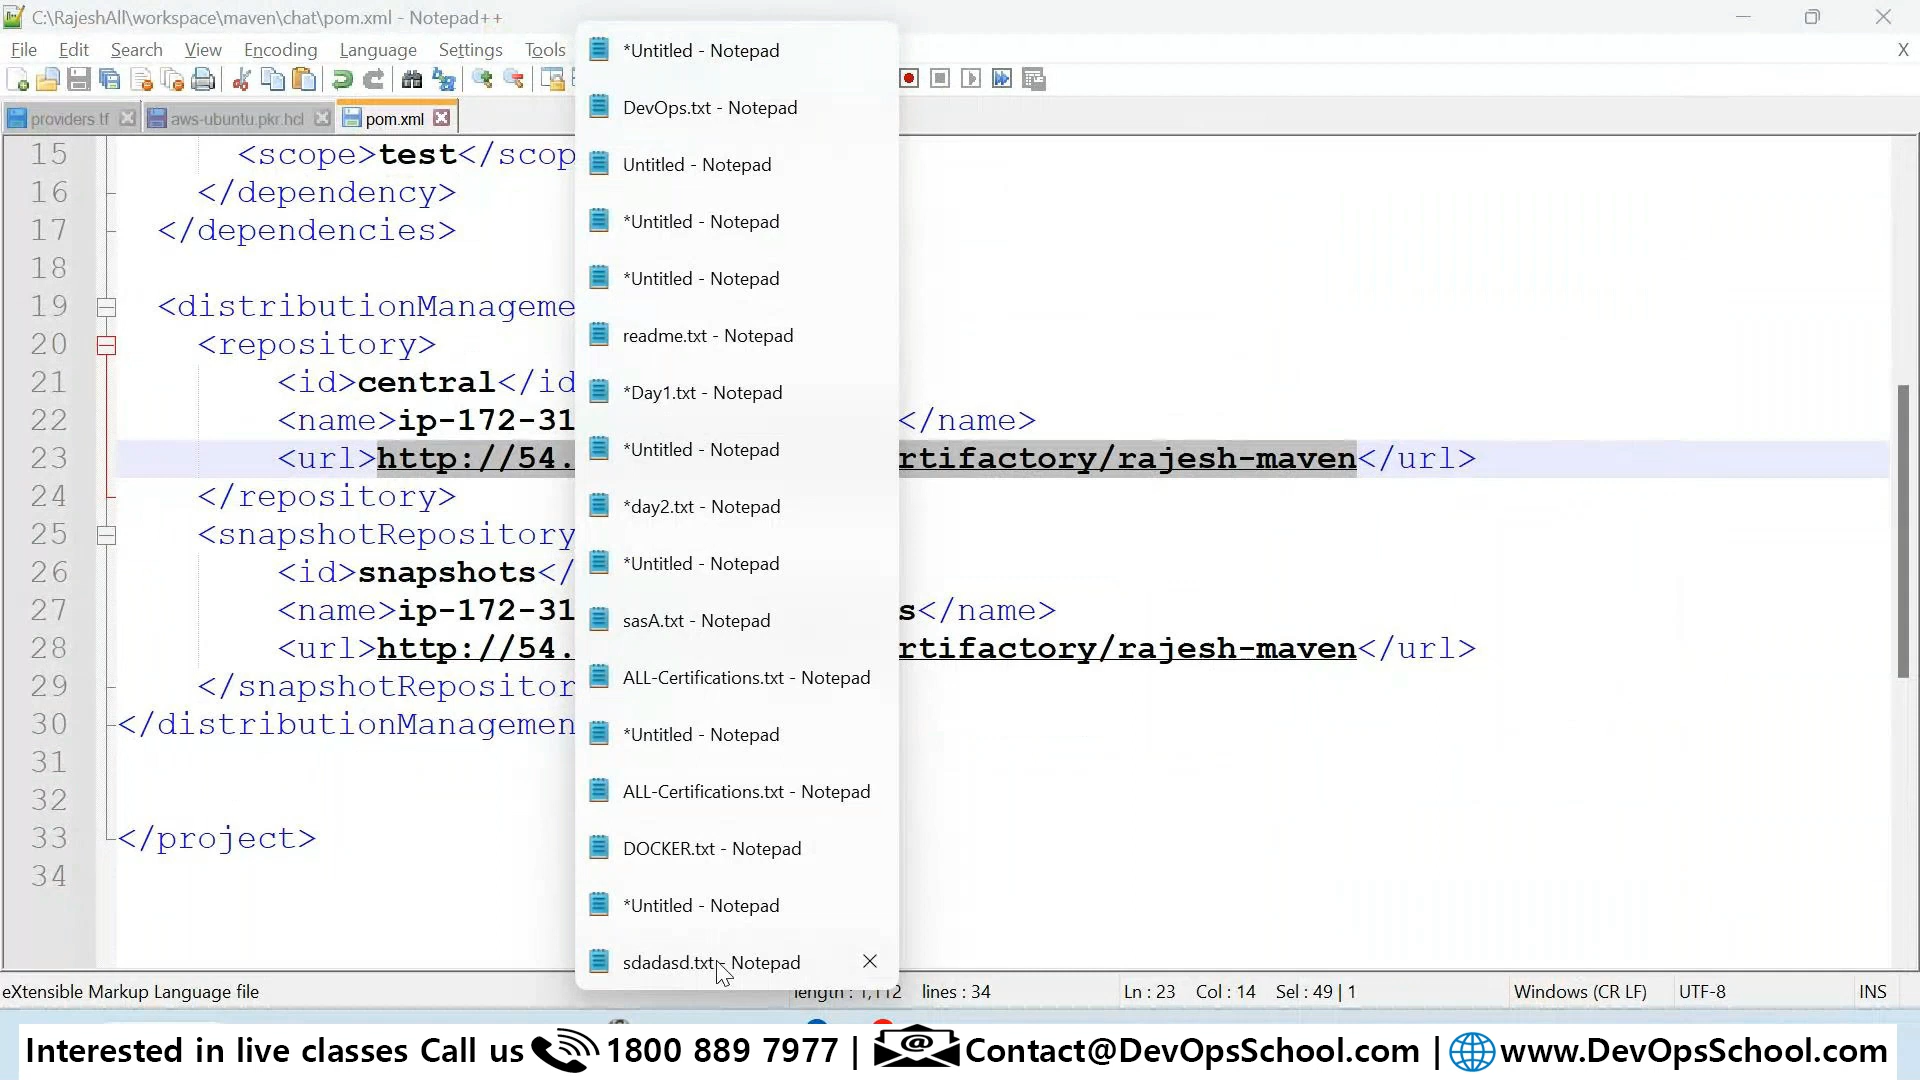 C:\RajeshAll\workspace\maven\chat\pom.xml - Notepad++
File Edit Search View Encoding Language Settings Tools
X
providers.tf aws-ubuntu.pkr.hcl pom.xml
15 <scope>test</scop
16 </dependency>
17 </dependencies>
18
19 <distributionManageme
20 <repository>
21 <id>central</id
22 <name>ip-172-31 </name>
23 <url>http://54. rtifactory/rajesh-maven</url>
24 </repository>
25 <snapshotRepository
26 <id>snapshots</
27 <name>ip-172-31 s</name>
28 <url>http://54. rtifactory/rajesh-maven</url>
29 </snapshotRepositor
30 </distributionManagemen
31
32
33 </project>
34
*Untitled - Notepad
DevOps.txt - Notepad
Untitled - Notepad
*Untitled - Notepad
*Untitled - Notepad
readme.txt - Notepad
*Day1.txt - Notepad
*Untitled - Notepad
*day2.txt - Notepad
*Untitled - Notepad
sasA.txt - Notepad
ALL-Certifications.txt - Notepad
*Untitled - Notepad
ALL-Certifications.txt - Notepad
DOCKER.txt - Notepad
*Untitled - Notepad
sdadasd.txt - Notepad
eXtensible Markup Language file length : 1,112 lines : 34 Ln : 23 Col : 14 Sel : 49 | 1 Windows (CR LF) UTF-8 INS
Interested in live classes Call us 1800 889 7977 | Contact@DevOpsSchool.com | www.DevOpsSchool.com